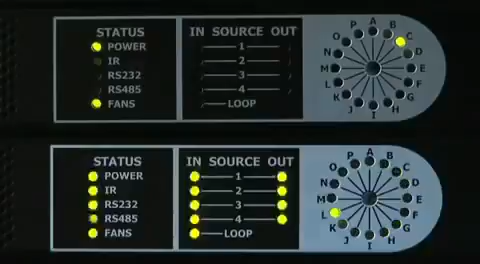 STATUS
POWER
IR
RS232
RS485
FANS
IN SOURCE OUT
1
2
3
4
LOOP
A B C D E F G H I J K L M N O P
STATUS
POWER
IR
RS232
RS485
FANS
IN SOURCE OUT
1
2
3
4
LOOP
A B C D E F G H I J K L M N O P